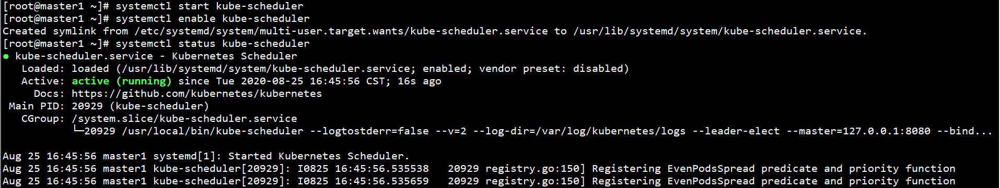 [root@master1 ~]# systemctl start kube-scheduler
[root@master1 ~]# systemctl enable kube-scheduler
Created symlink from /etc/systemd/system/multi-user.target.wants/kube-scheduler.service to /usr/lib/systemd/system/kube-scheduler.service.
[root@master1 ~]# systemctl status kube-scheduler
● kube-scheduler.service - Kubernetes Scheduler
   Loaded: loaded (/usr/lib/systemd/system/kube-scheduler.service; enabled; vendor preset: disabled)
   Active: active (running) since Tue 2020-08-25 16:45:56 CST; 16s ago
     Docs: https://github.com/kubernetes/kubernetes
 Main PID: 20929 (kube-scheduler)
   CGroup: /system.slice/kube-scheduler.service
           └─20929 /usr/local/bin/kube-scheduler --logtostderr=false --v=2 --log-dir=/var/log/kubernetes/logs --leader-elect --master=127.0.0.1:8080 --bind...
Aug 25 16:45:56 master1 systemd[1]: Started Kubernetes Scheduler.
Aug 25 16:45:56 master1 kube-scheduler[20929]: I0825 16:45:56.535538   20929 registry.go:150] Registering EvenPodsSpread predicate and priority function
Aug 25 16:45:56 master1 kube-scheduler[20929]: I0825 16:45:56.535659   20929 registry.go:150] Registering EvenPodsSpread predicate and priority function